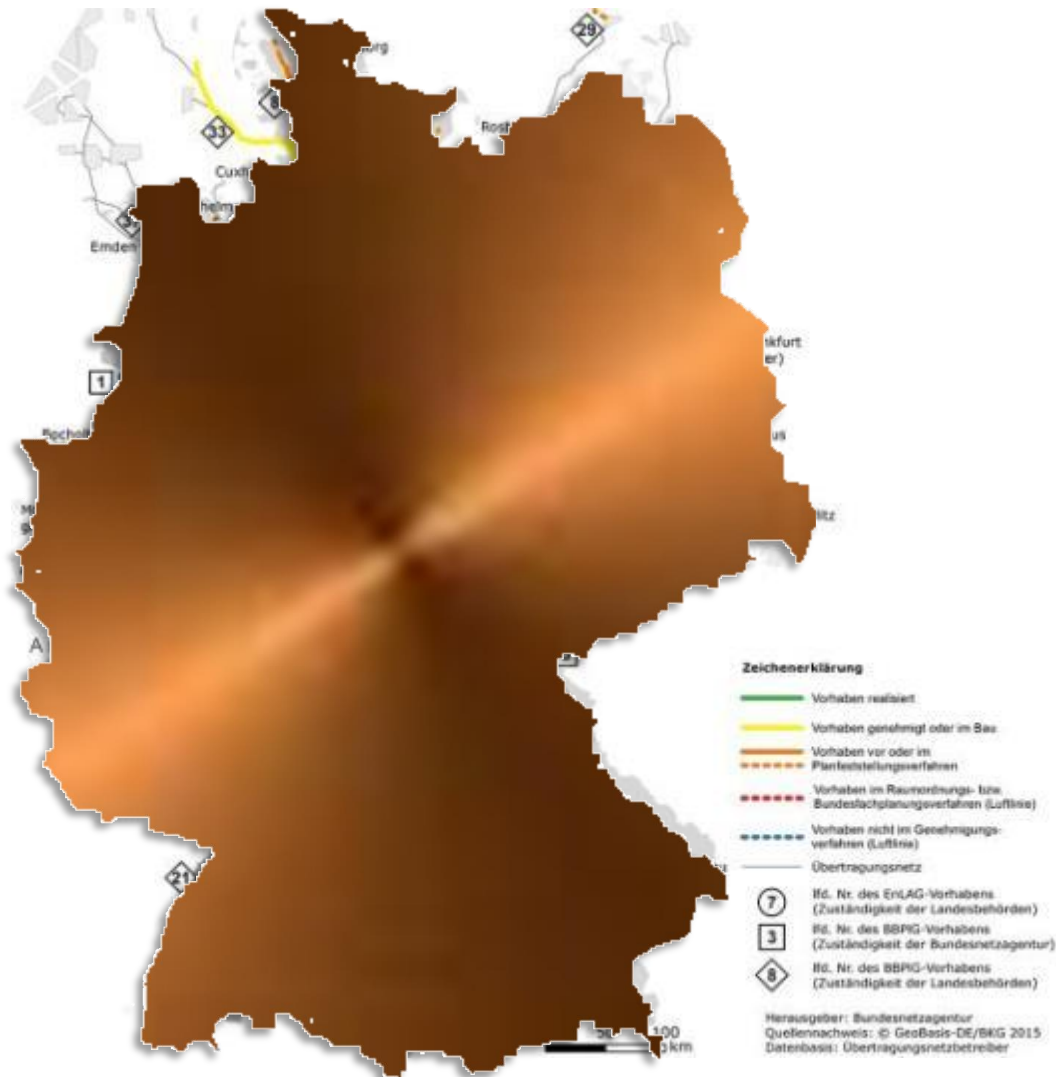 29
8
33
Emden
1
A
21
Zeichenerklärung
Vorhaben realisiert
Vorhaben genehmigt oder im Bau
Vorhaben vor oder im
Planfeststellungsverfahren
Vorhaben im Raumordnungs- bzw.
Bundesfachplanungsverfahren (Luftlinie)
Vorhaben nicht im Genehmigungs-
verfahren (Luftlinie)
Übertragungsnetz
7
lfd. Nr. des EnLAG-Vorhabens
(Zuständigkeit der Landesbehörden)
3
lfd. Nr. des BBPlG-Vorhabens
(Zuständigkeit der Bundesnetzagentur)
8
lfd. Nr. des BBPlG-Vorhabens
(Zuständigkeit der Landesbehörden)
100
km
Herausgeber: Bundesnetzagentur
Quellennachweis: © GeoBasis-DE/BKG 2015
Datenbasis: Übertragungsnetzbetreiber